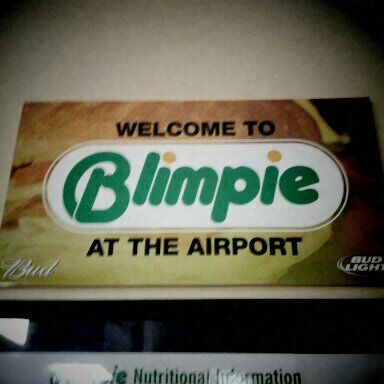 WELCOME TO
Blimpie
AT THE AIRPORT
Bud
BUD
LIGHT
Nutritional Information